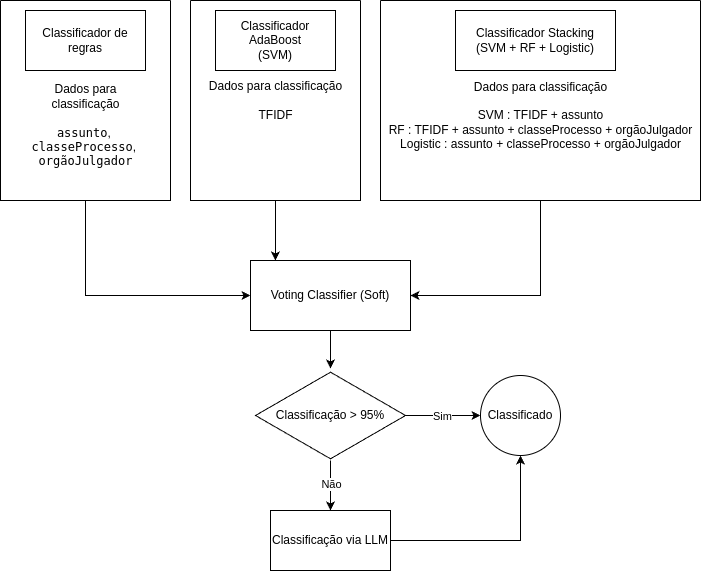 Classificador de
regras
Dados para
classificação
assunto,
classeProcesso,
orgãoJulgador
Classificador
AdaBoost
(SVM)
Dados para classificação
TFIDF
Classificador Stacking
(SVM + RF + Logistic)
Dados para classificação
SVM : TFIDF + assunto
RF : TFIDF + assunto + classeProcesso + orgãoJulgador
Logistic : assunto + classeProcesso + orgãoJulgador
Voting Classifier (Soft)
Classificação > 95%
Sim
Classificado
Não
Classificação via LLM